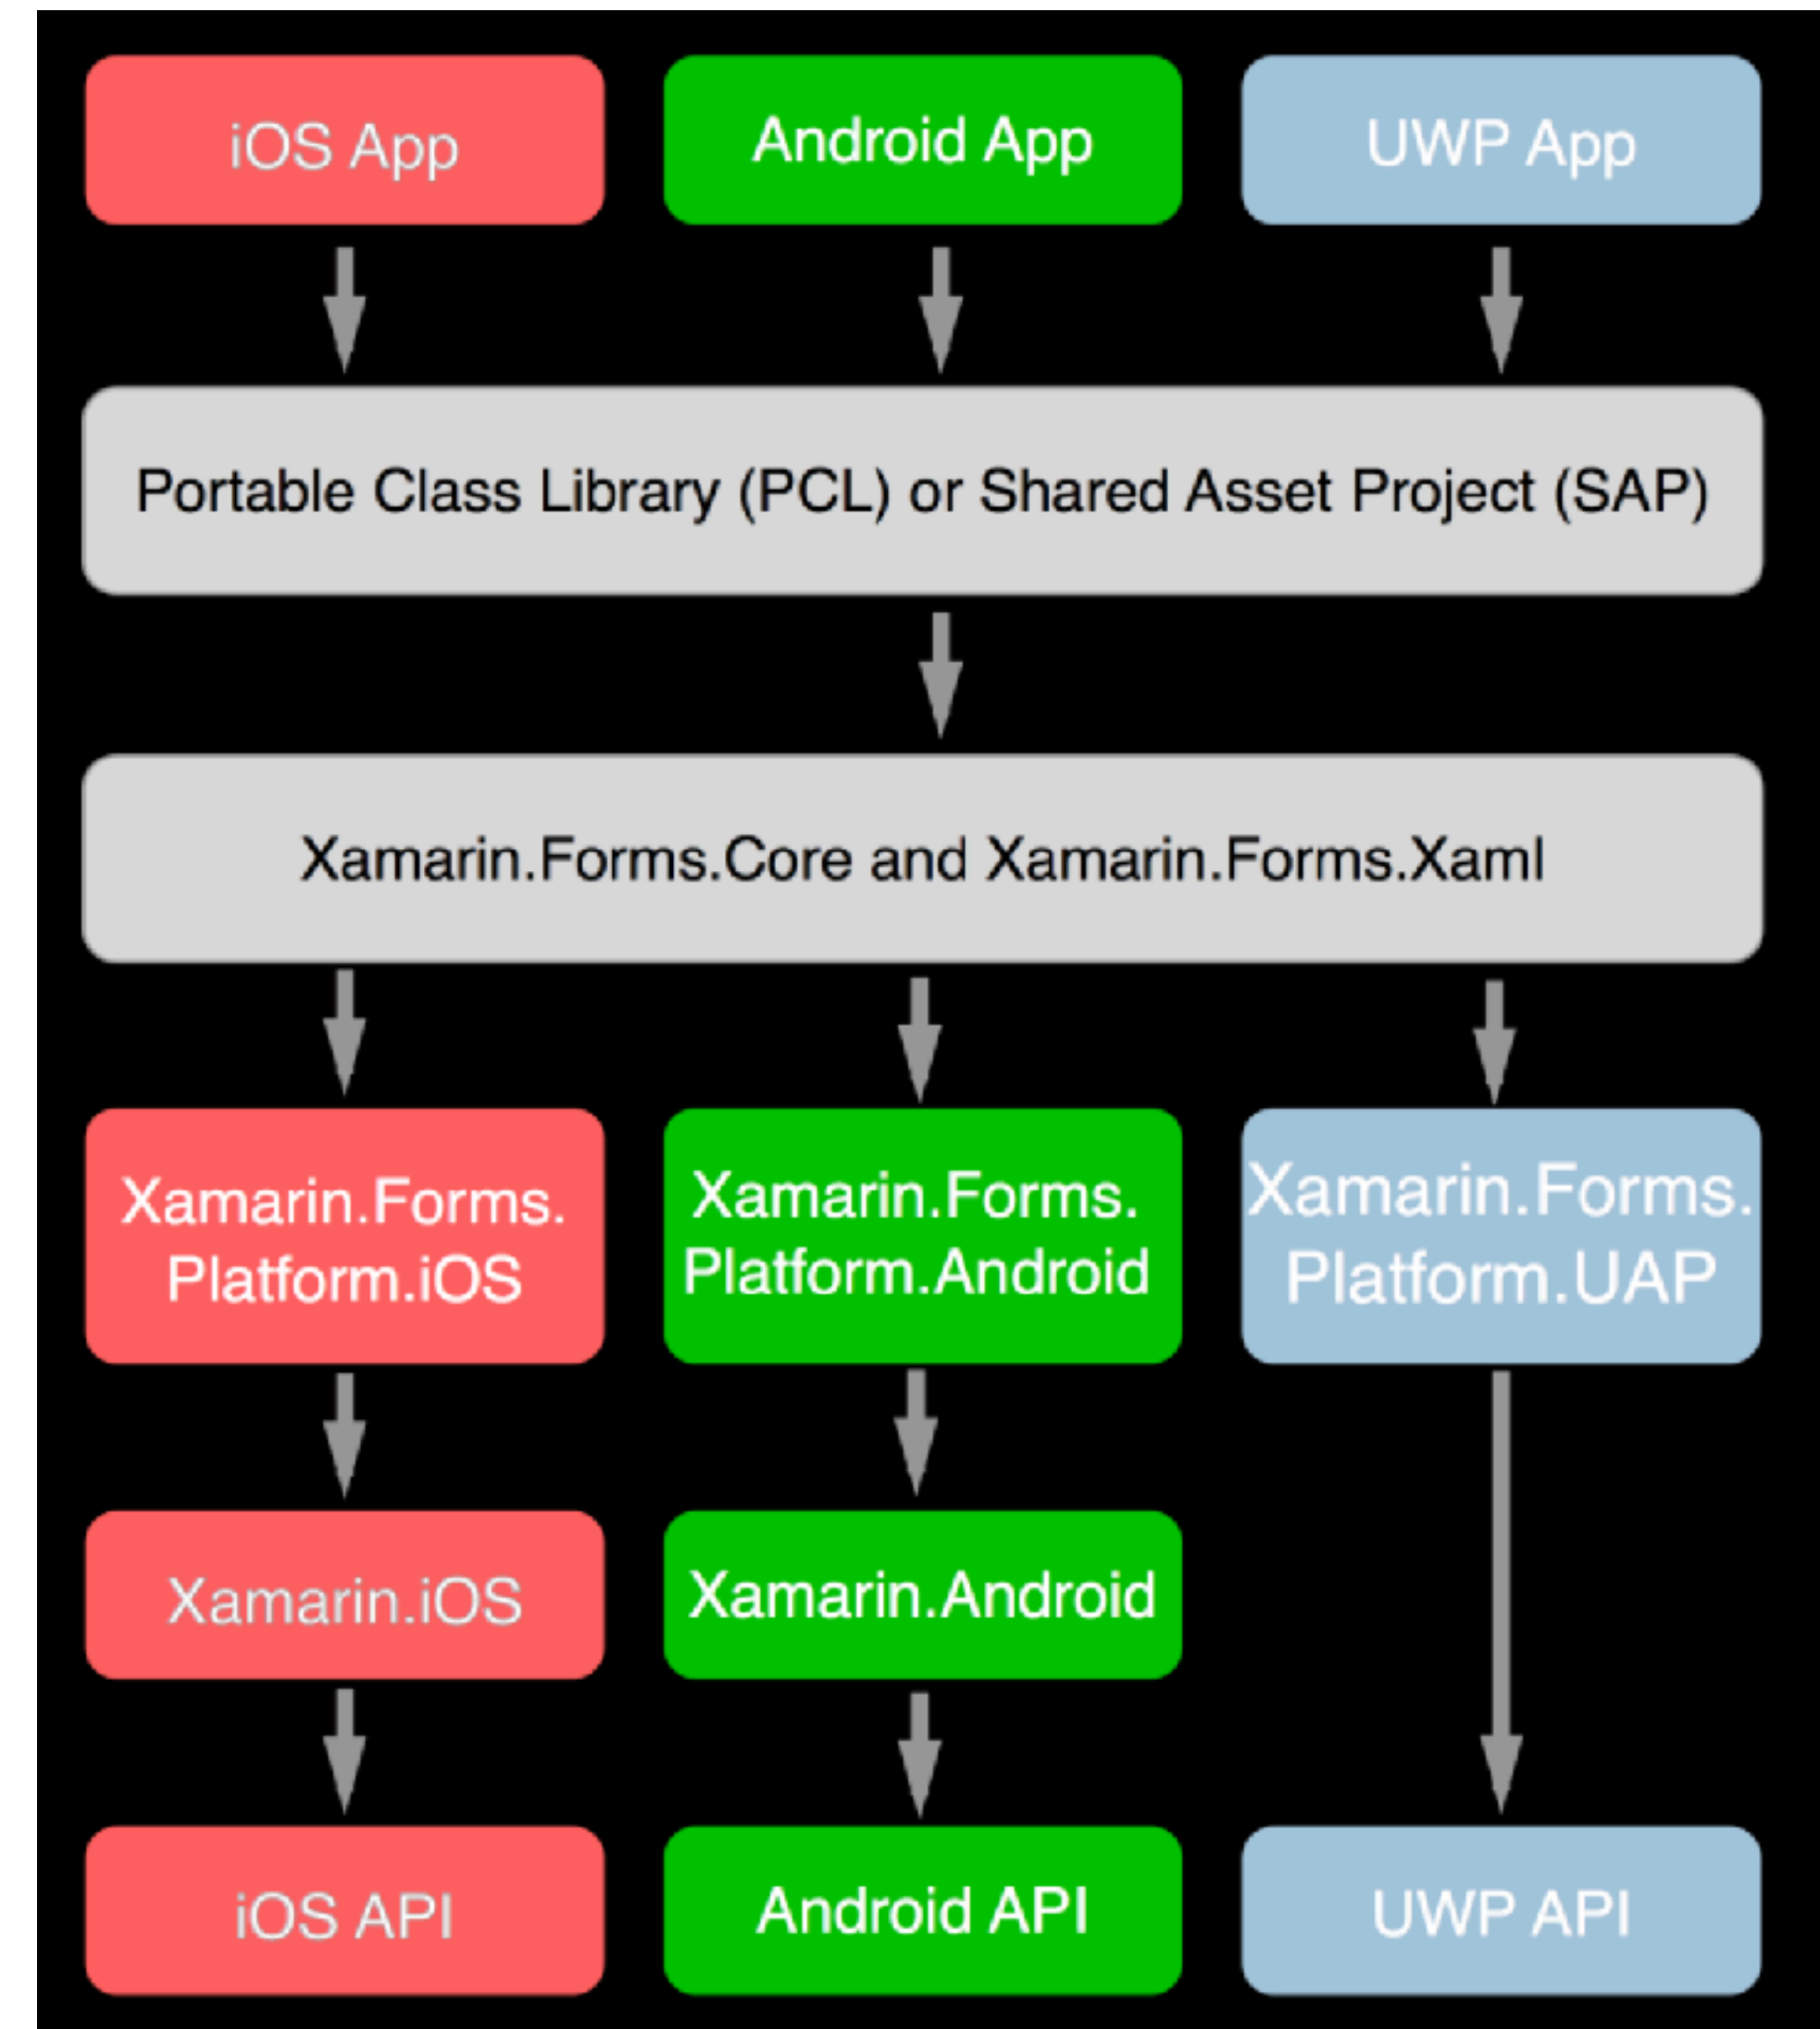 iOS App
Android App
UWP App
Portable Class Library (PCL) or Shared Asset Project (SAP)
Xamarin.Forms.Core and Xamarin.Forms.Xaml
Xamarin.Forms.
Platform.iOS
Xamarin.Forms.
Platform.Android
Xamarin.Forms.
Platform.UAP
Xamarin.iOS
Xamarin.Android
iOS API
Android API
UWP API